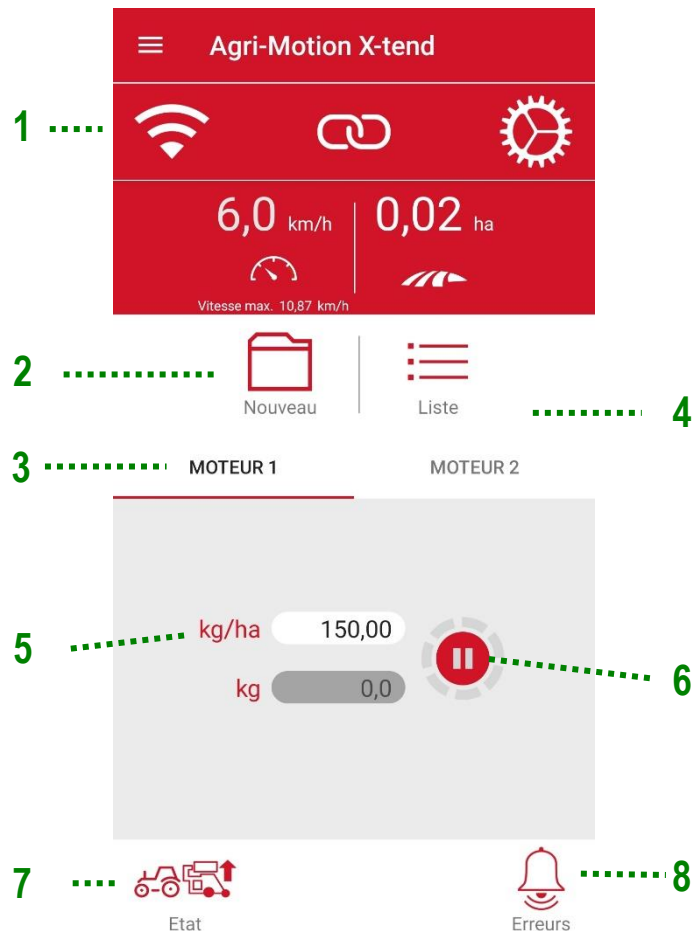 Agri-Motion X-tend
1
6,0 km/h 0,02 ha
Vitesse max. 10,87 km/h
2
Nouveau Liste
4
3 MOTEUR 1 MOTEUR 2
5 kg/ha 150,00
6
kg 0,0
7 8
Etat Erreurs